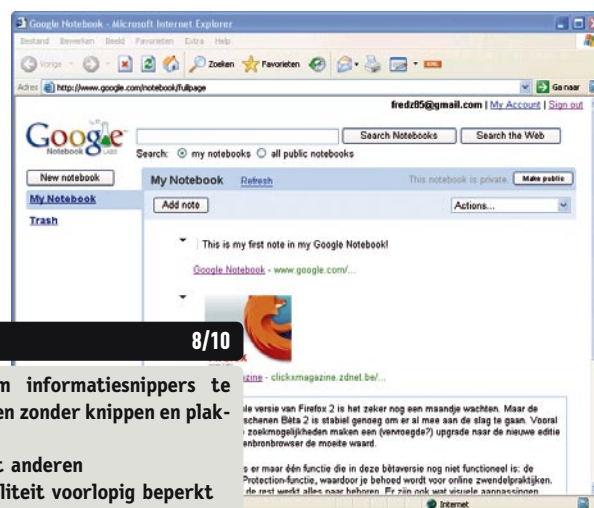 Google Notebook - Microsoft Internet Explorer
Bestand Bewerken Beeld Favorieten Extra Help
Vorige Zoeken Favorieten
Adres http://www.google.com/notebook/fullpage Ga naar
fredz85@gmail.com | My Account | Sign out
Google
Notebook LABS
Search Notebooks Search the Web
Search: my notebooks all public notebooks
New notebook
My Notebook Refresh This notebook is private. Make public
My Notebook
Add note Actions...
Trash
This is my first note in my Google Notebook!
Google Notebook - www.google.com/...
8/10
m informatiesnippers te
en zonder knippen en plak-
t anderen
liteit voorlopig beperkt
zine - clickxmagazine.zdnet.be/...
le versie van Firefox 2 is het zeker nog een maandje wachten. Maar de
schenen Bèta 2 is stabiel genoeg om er al mee aan de slag te gaan. Vooral
zoekmogelijkheden maken een (vervroegde?) upgrade naar de nieuwe editie
enbronbrowser de moeite waard.
s er maar één functie die in deze bètaversie nog niet functioneel is: de
Protection-functie, waardoor je behoed wordt voor online zwendelpraktijken.
de rest werkt alles naar behoren. Er zijn ook wat visuele aanpassingen
Internet